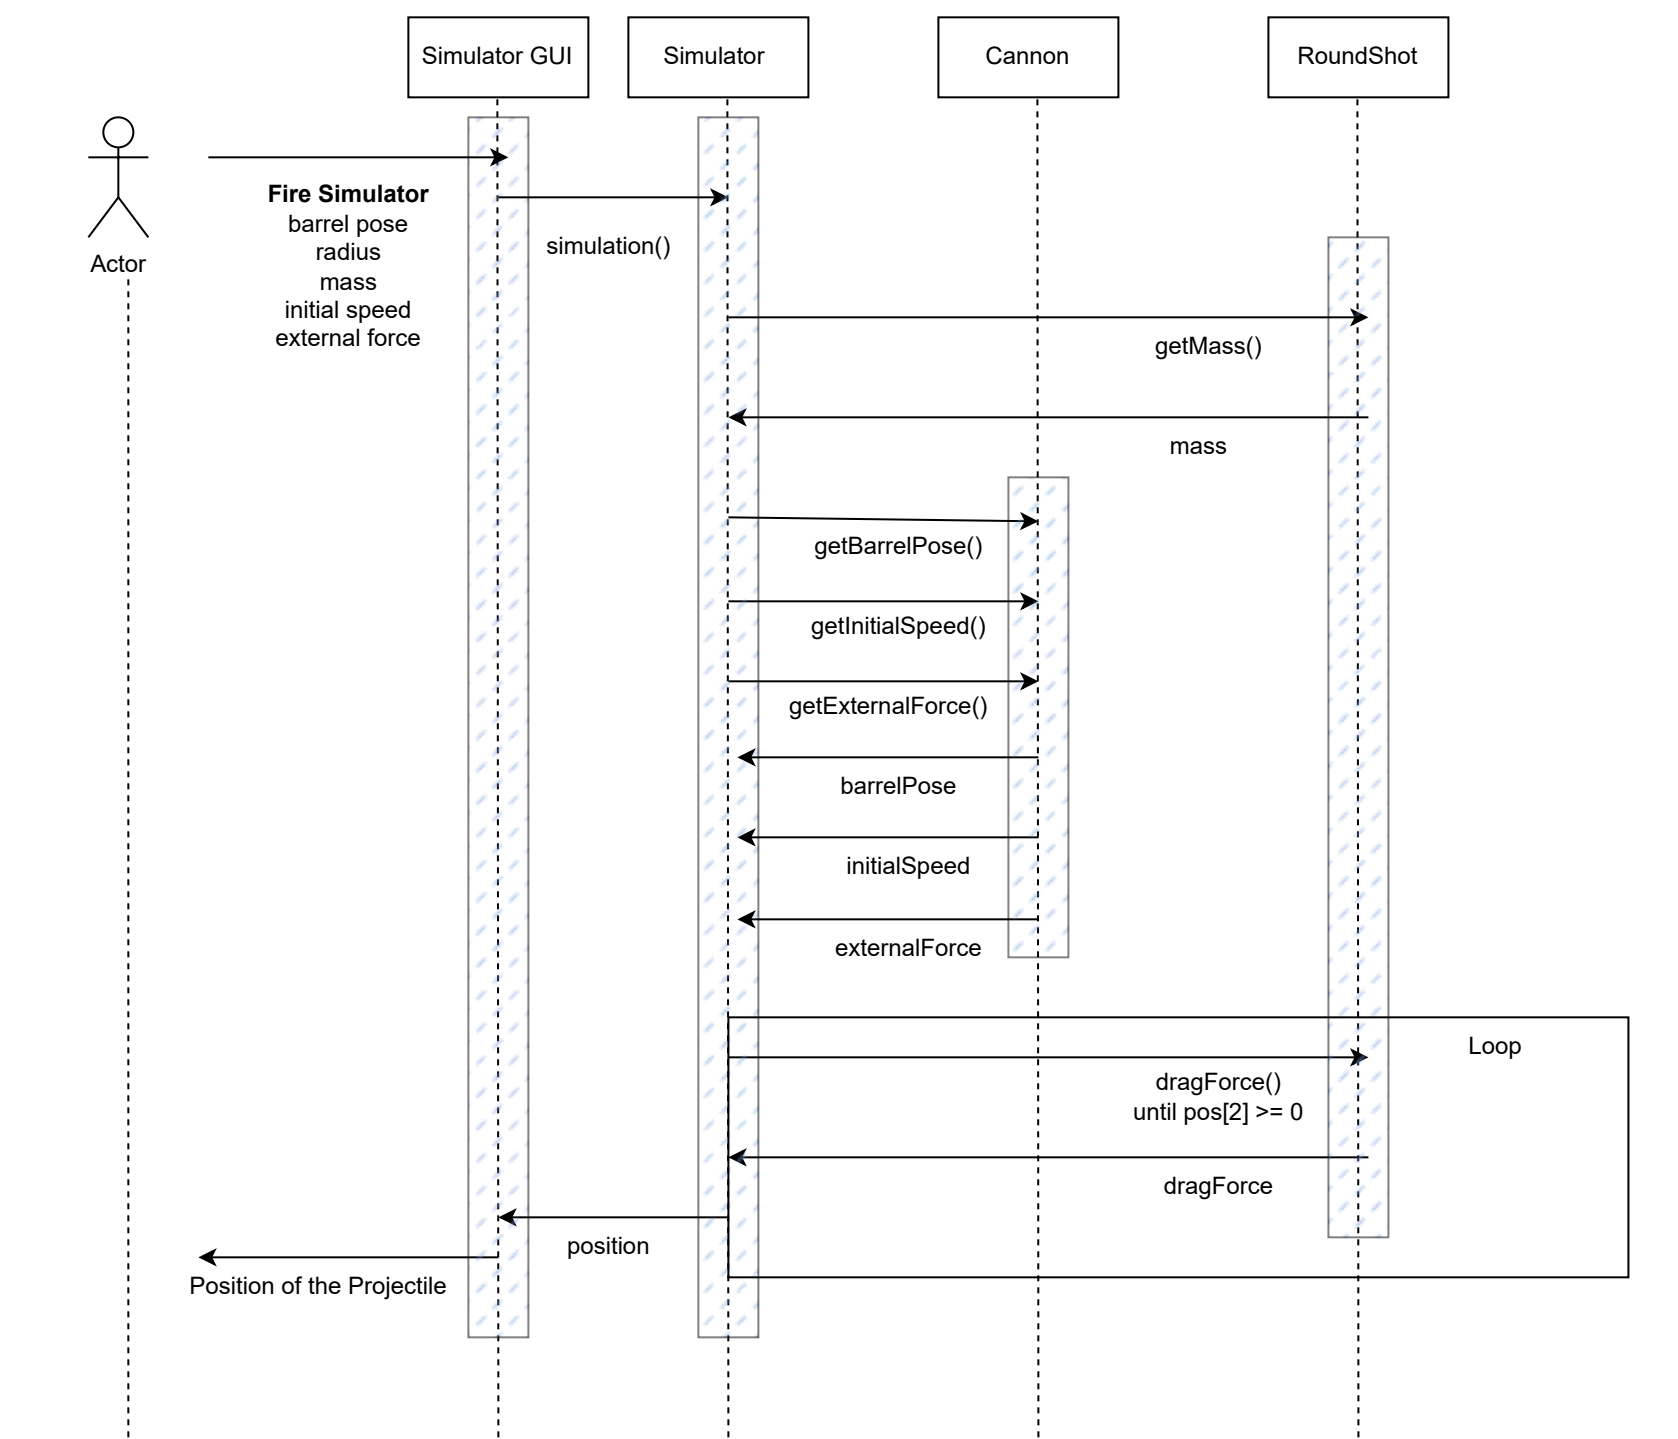 Simulator GUI
Simulator
Cannon
RoundShot
Actor
Fire Simulator
barrel pose
radius
mass
initial speed
external force
simulation()
getMass()
mass
getBarrelPose()
getInitialSpeed()
getExternalForce()
barrelPose
initialSpeed
externalForce
Loop
dragForce()
until pos[2] >= 0
dragForce
position
Position of the Projectile